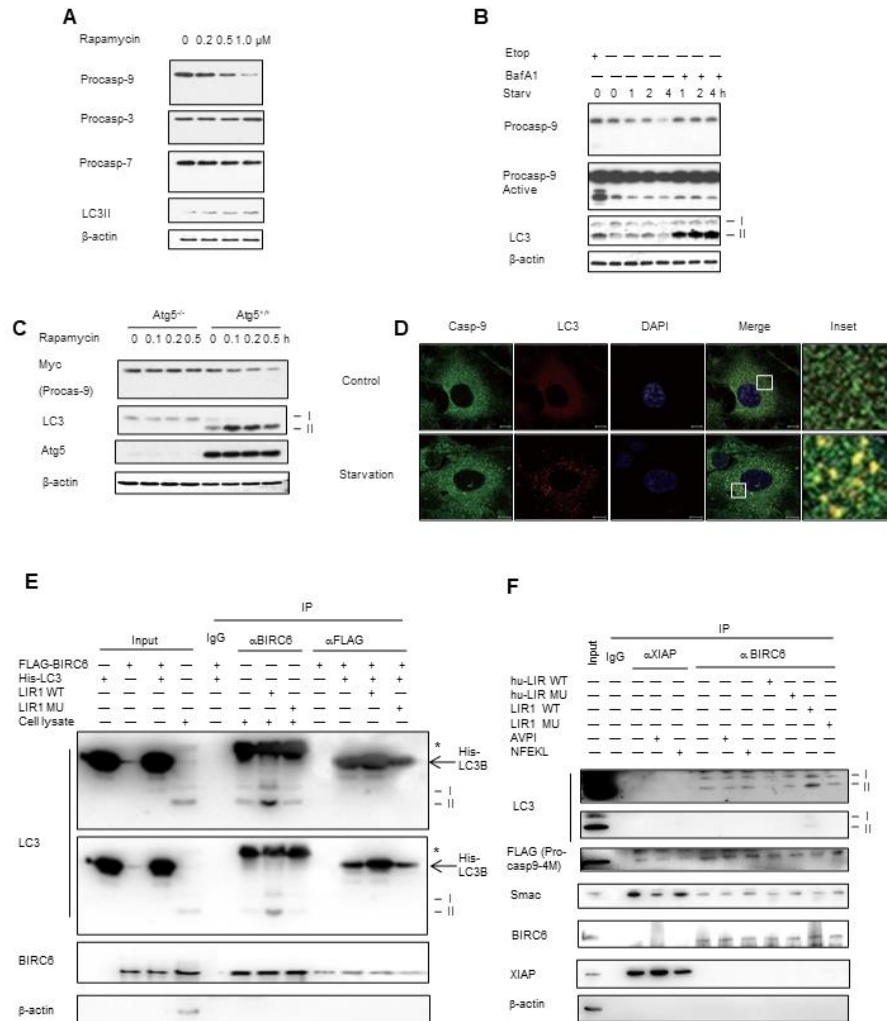 A
Rapamycin 0 0.2 0.5 1.0 µM
Procasp-9
Procasp-3
Procasp-7
LC3II
β-actin
B
Etop + – – – – – – –
BafA1 – – – – – + + +
Starv 0 0 1 2 4 1 2 4 h
Procasp-9
Procasp-9
Active
LC3
– I
– II
β-actin
C
Atg5-/- Atg5+/+
Rapamycin 0 0.1 0.2 0.5 0 0.1 0.2 0.5 h
Myc
(Procas-9)
LC3
– I
– II
Atg5
β-actin
D
Casp-9 LC3 DAPI Merge Inset
Control
Starvation
E
IP
Input IgG αBIRC6 αFLAG
FLAG-BIRC6 – + + – + – – – + + + +
His-LC3 + – + – + – – – – + + +
LIR1 WT – – – – – – + – – – + –
LIR1 MU – – – – – – – + – – – +
Cell lysate – – – + – + + + – – – –
*
His-
LC3B
– I
– II
LC3
*
His-
LC3B
– I
– II
BIRC6
β-actin
F
IP
Input IgG αXIAP α BIRC6
hu-LIR WT – – – – – – – – + – – –
hu-LIR MU – – – – – – – – – + – –
LIR1 WT – – – – – – – – – – + –
LIR1 MU – – – – – – – – – – – +
AVPI – – – + – – + – – – – –
NFEKL – – – – + – – + – – – –
– I
– II
LC3
– I
– II
FLAG (Pro-
casp9-4M)
Smac
BIRC6
XIAP
β-actin